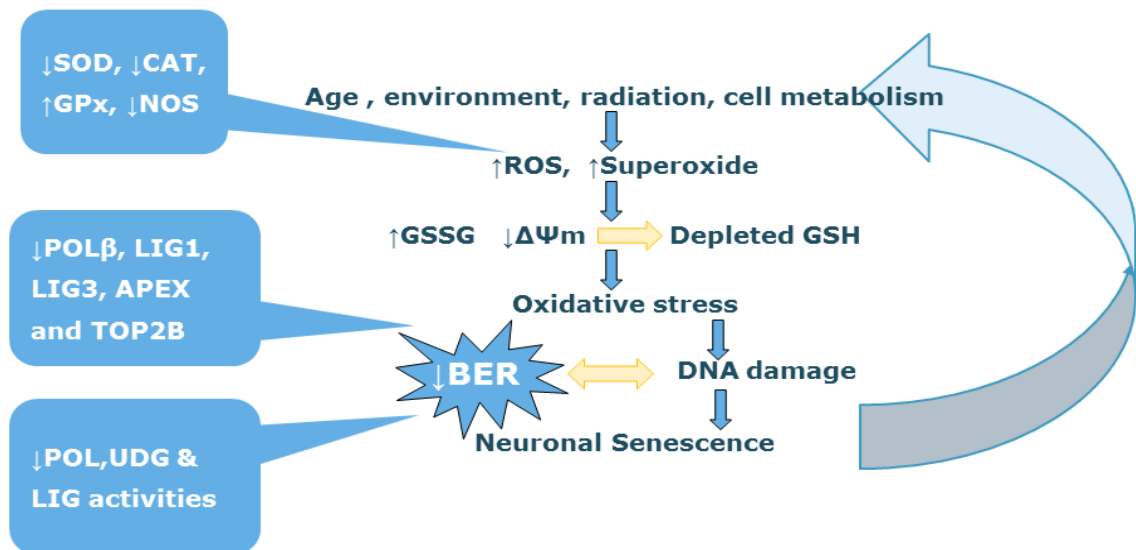 ↓SOD, ↓CAT,
↑GPx, ↓NOS
Age , environment, radiation, cell metabolism
↑ROS, ↑Superoxide
↑GSSG ↓ΔΨm
Depleted GSH
↓POLβ, LIG1,
LIG3, APEX
and TOP2B
Oxidative stress
↓BER
DNA damage
Neuronal Senescence
↓POL,UDG &
LIG activities